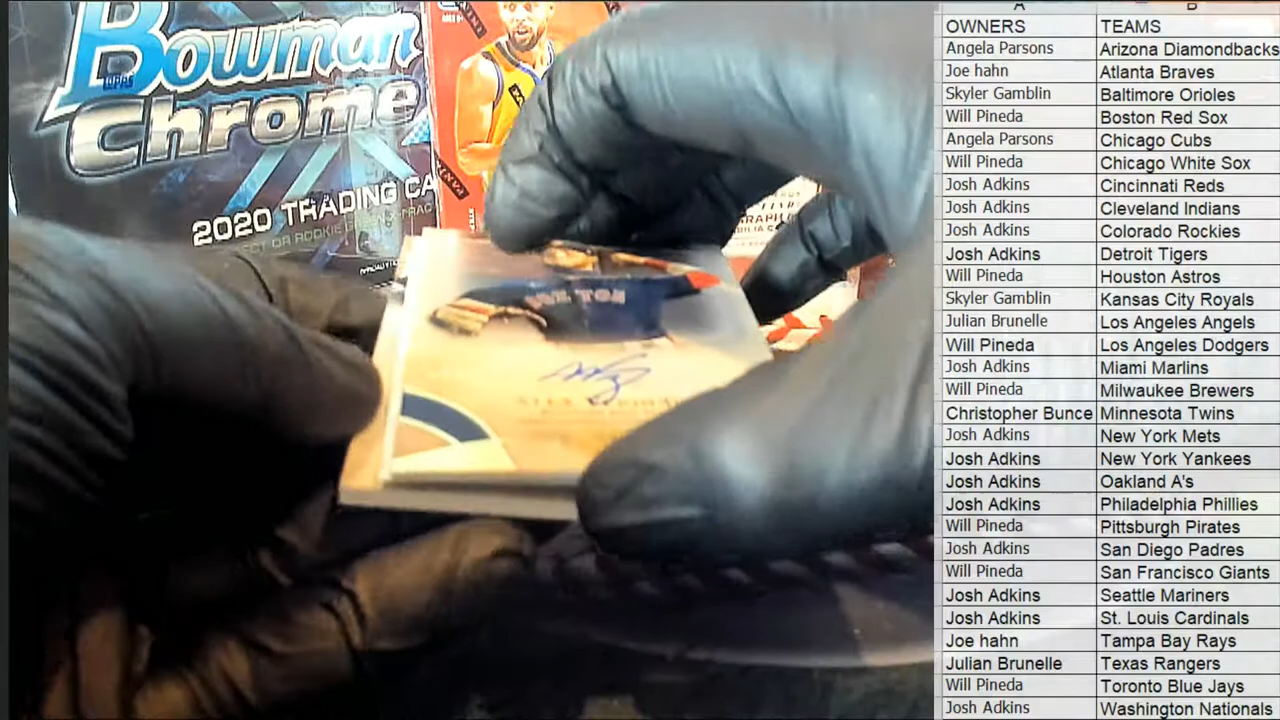 Bowman
TOPPS
Chrome
2020 TRADING CA
A B
OWNERS TEAMS
Angela Parsons Arizona Diamondbacks
Joe hahn Atlanta Braves
Skyler Gamblin Baltimore Orioles
Will Pineda Boston Red Sox
Angela Parsons Chicago Cubs
Will Pineda Chicago White Sox
Josh Adkins Cincinnati Reds
Josh Adkins Cleveland Indians
Josh Adkins Colorado Rockies
Josh Adkins Detroit Tigers
Will Pineda Houston Astros
Skyler Gamblin Kansas City Royals
Julian Brunelle Los Angeles Angels
Will Pineda Los Angeles Dodgers
Josh Adkins Miami Marlins
Will Pineda Milwaukee Brewers
Christopher Bunce Minnesota Twins
Josh Adkins New York Mets
Josh Adkins New York Yankees
Josh Adkins Oakland A's
Josh Adkins Philadelphia Phillies
Will Pineda Pittsburgh Pirates
Josh Adkins San Diego Padres
Will Pineda San Francisco Giants
Josh Adkins Seattle Mariners
Josh Adkins St. Louis Cardinals
Joe hahn Tampa Bay Rays
Julian Brunelle Texas Rangers
Will Pineda Toronto Blue Jays
Josh Adkins Washington Nationals